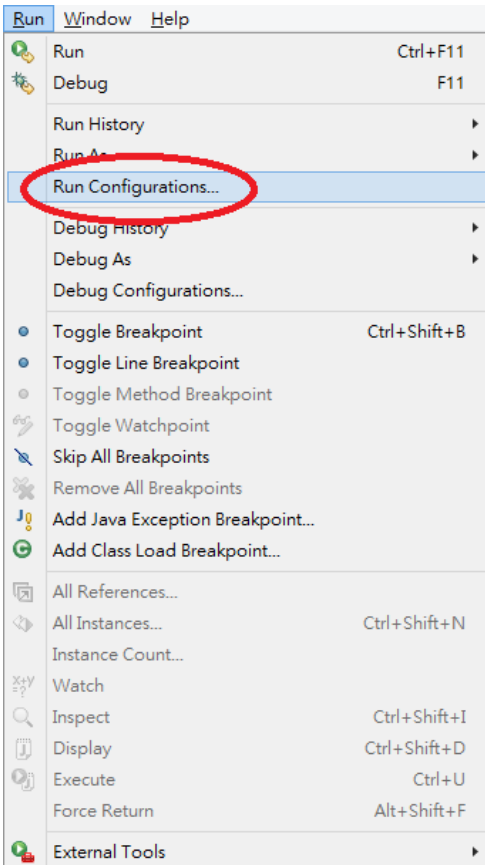 Run Window Help
Run Ctrl+F11
Debug F11
Run History
Run As
Run Configurations...
Debug History
Debug As
Debug Configurations...
Toggle Breakpoint Ctrl+Shift+B
Toggle Line Breakpoint
Toggle Method Breakpoint
Toggle Watchpoint
Skip All Breakpoints
Remove All Breakpoints
Add Java Exception Breakpoint...
Add Class Load Breakpoint...
All References...
All Instances... Ctrl+Shift+N
Instance Count...
Watch
Inspect Ctrl+Shift+I
Display Ctrl+Shift+D
Execute Ctrl+U
Force Return Alt+Shift+F
External Tools